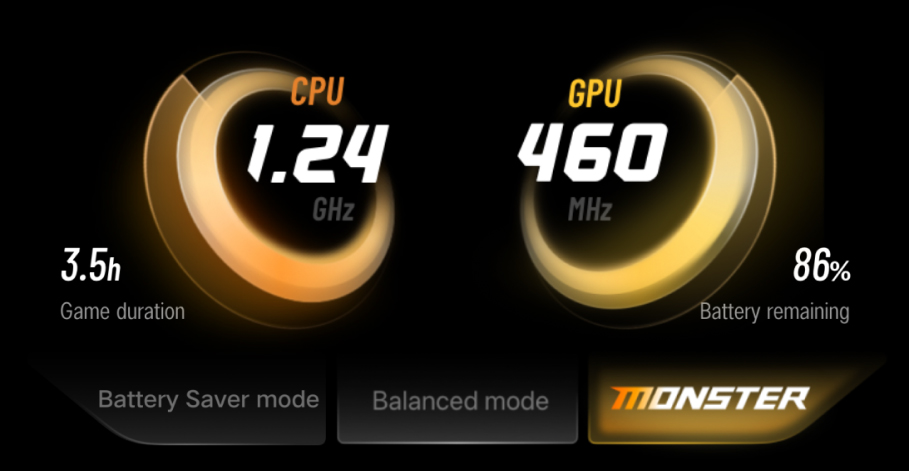 CPU
1.24
GHz
GPU
460
MHz
3.5h
Game duration
86%
Battery remaining
Battery Saver mode
Balanced mode
MONSTER